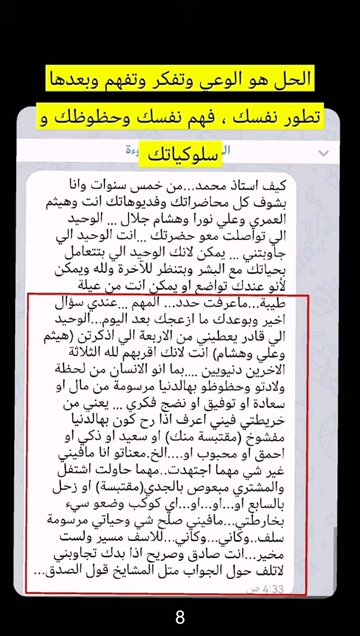 الحل هو الوعي وتفكر وتفهم وبعدها
تطور نفسك ، فهم نفسك وحظوظك و
سلوكياتك
كيف استاذ محمد...من خمس سنوات وانا
بشوف كل محاضراتك وفديوهاتك انت وهيثم
العمري وعلي نورا وهشام جلال ... الوحيد
الي تواصلت معو حضرتك ...انت الوحيد الي
جاوبتني ... يمكن لانك الوحيد الي بتتعامل
بحياتك مع البشر وبتنظر للآخرة ولله ويمكن
لأنو عندك تواضع او يمكن انت من عيلة
طيبة...ماعرفت حدد... المهم ...عندي سؤال
اخير وبوعدك ما ازعجك بعد اليوم...الوحيد
الي قادر يعطيني من الاربعة الي اذكرتن (هيثم
وعلي وهشام) انت لانك اقربهم لله الثلاثة
الاخرين دنيويين ....بما انو الانسان من لحظة
ولادتو وحظوظو بهالدنيا مرسومة من مال او
سعادة او توفيق او نضج فكري ... يعني من
خريطتي فيني اعرف اذا رح كون بهالدنيا
مفشوخ (مقتبسة منك) او سعيد او ذكي او
احمق او محبوب او....الخ.معناتو انا مافيني
غير شي مهما اجتهدت..مهما حاولت اشتغل
والمشتري مبعوص بالجدي(مقتبسة) او زحل
بالسابع او...او...او...اي كوكب وضعو سيء
بخارطتي...مافيني صلح شي وحياتي مرسومة
سلف..وكاني...وكاني...للاسف مسير ولست
مخير...انت صادق وصريح اذا بدك تجاوبني
لاتلف حول الجواب متل المشايخ قول الصدق...
4:33 ص
8